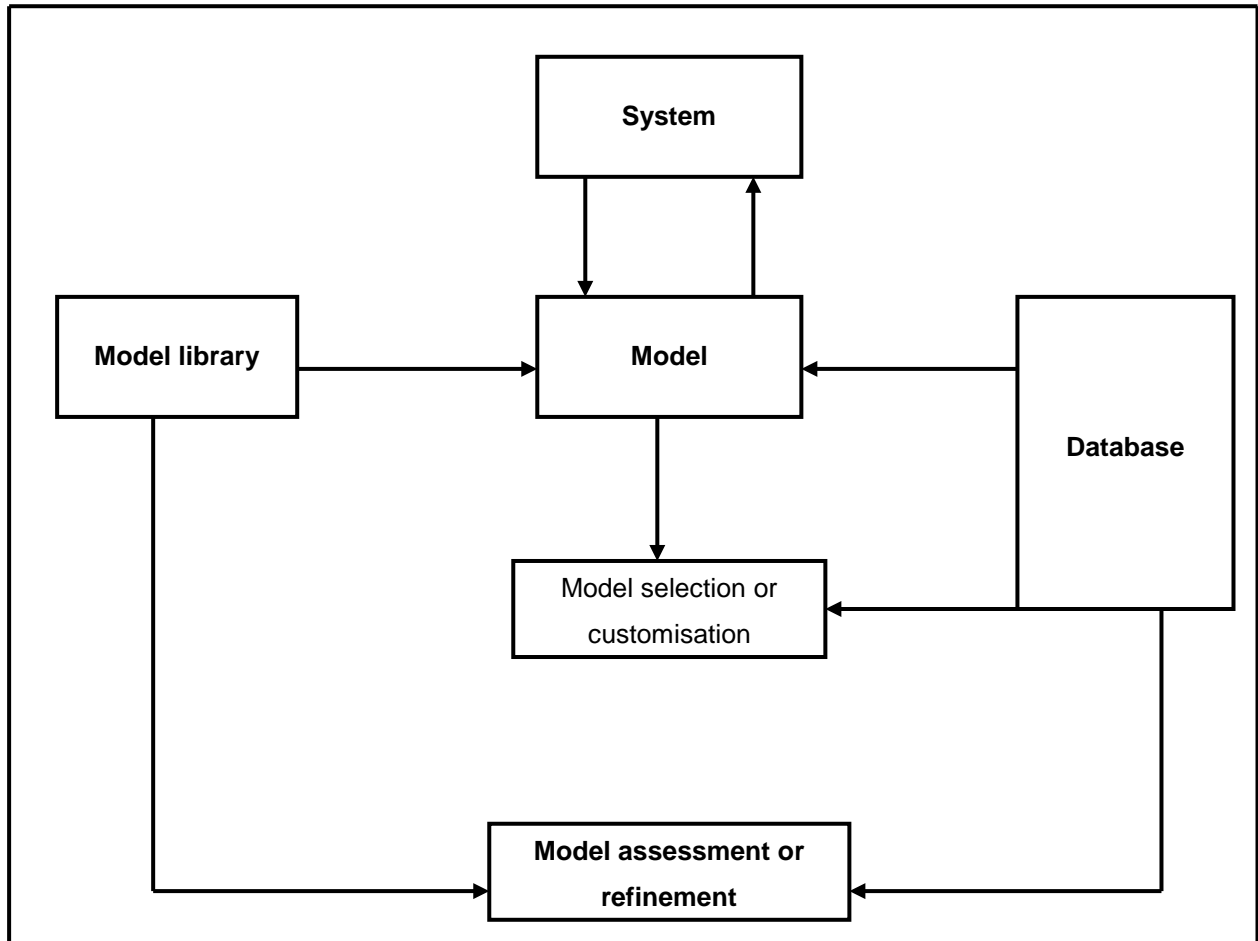 System
Model library
Model
Database
Model selection or
customisation
Model assessment or
refinement